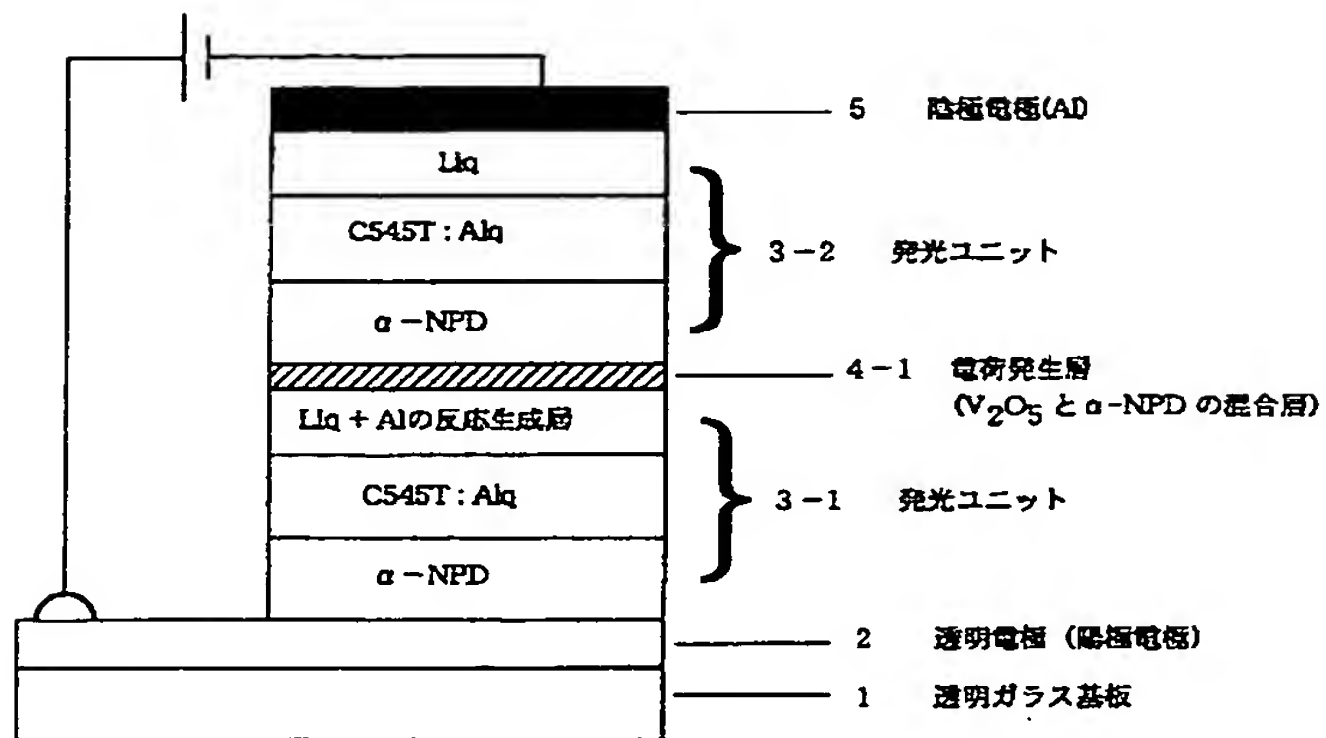 5 陰極電極(Al)
Liq
C545T : Alq
3-2 発光ユニット
α-NPD
4-1 電荷発生層
(V2O5 と α-NPD の混合層)
Liq + Alの反応生成層
C545T : Alq
3-1 発光ユニット
α-NPD
2 透明電極 (陽極電極)
1 透明ガラス基板